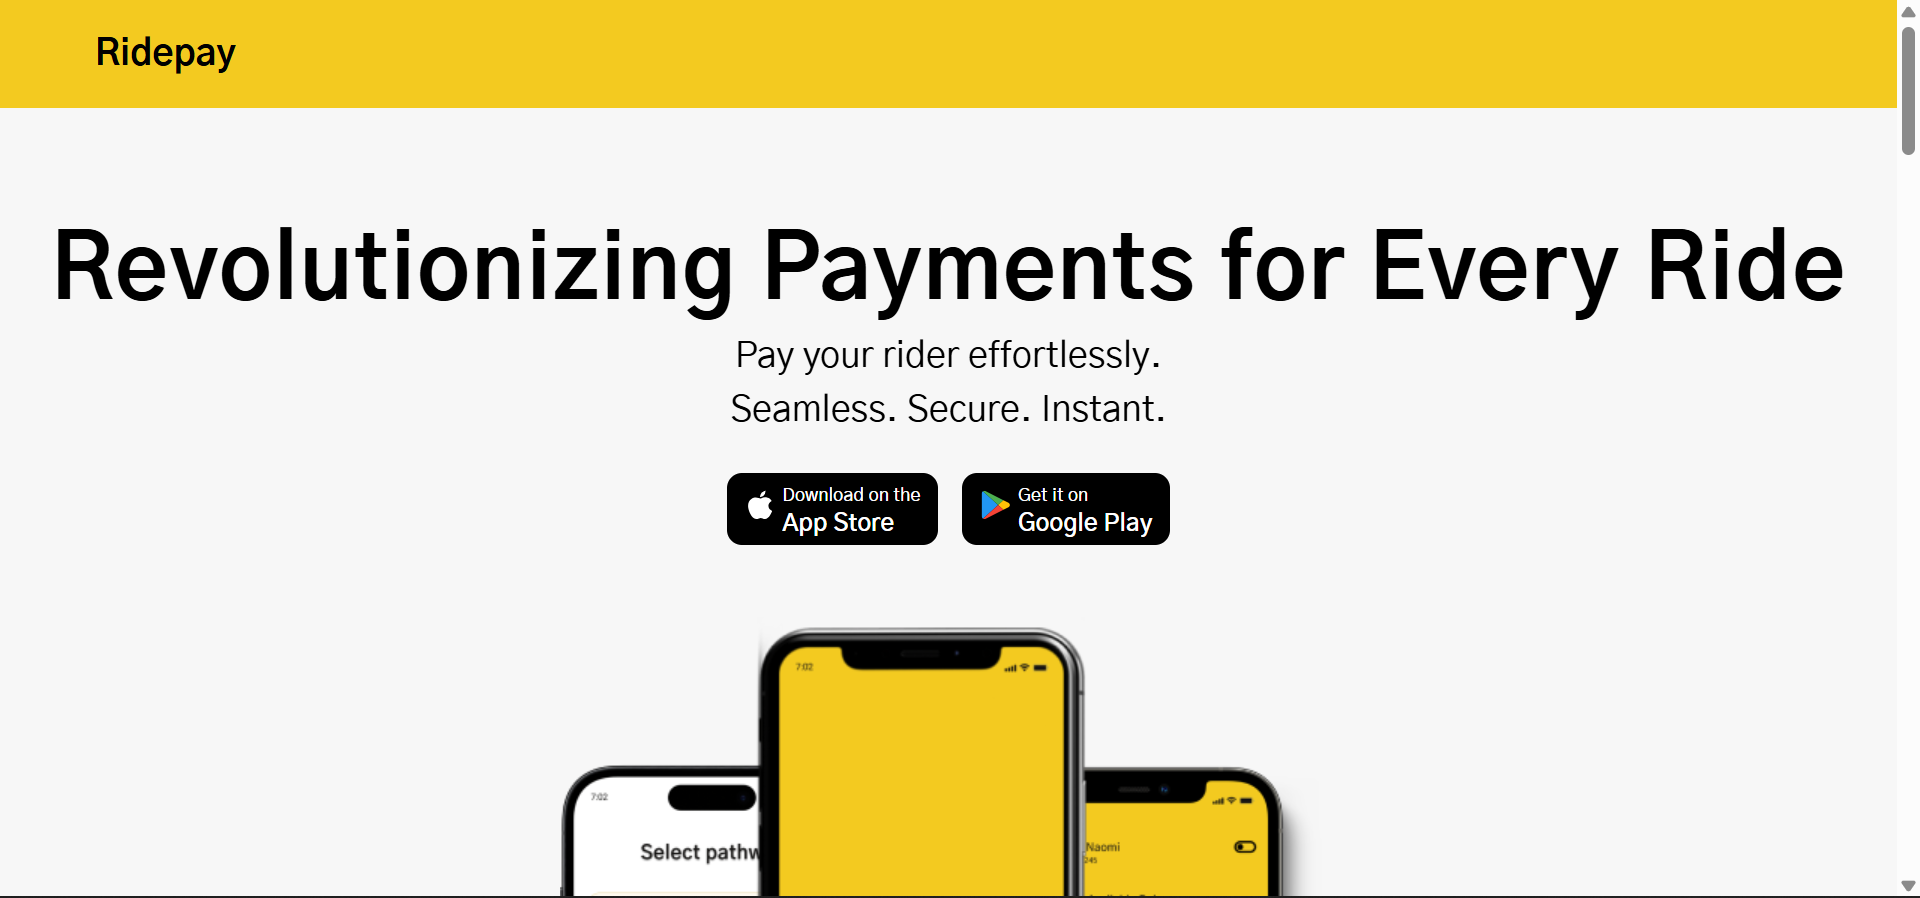 Ridepay
Revolutionizing Payments for Every Ride
Pay your rider effortlessly.
Seamless. Secure. Instant.
Download on the
App Store
Get it on
Google Play
7:02
7:02
Select pathw
Naomi
245